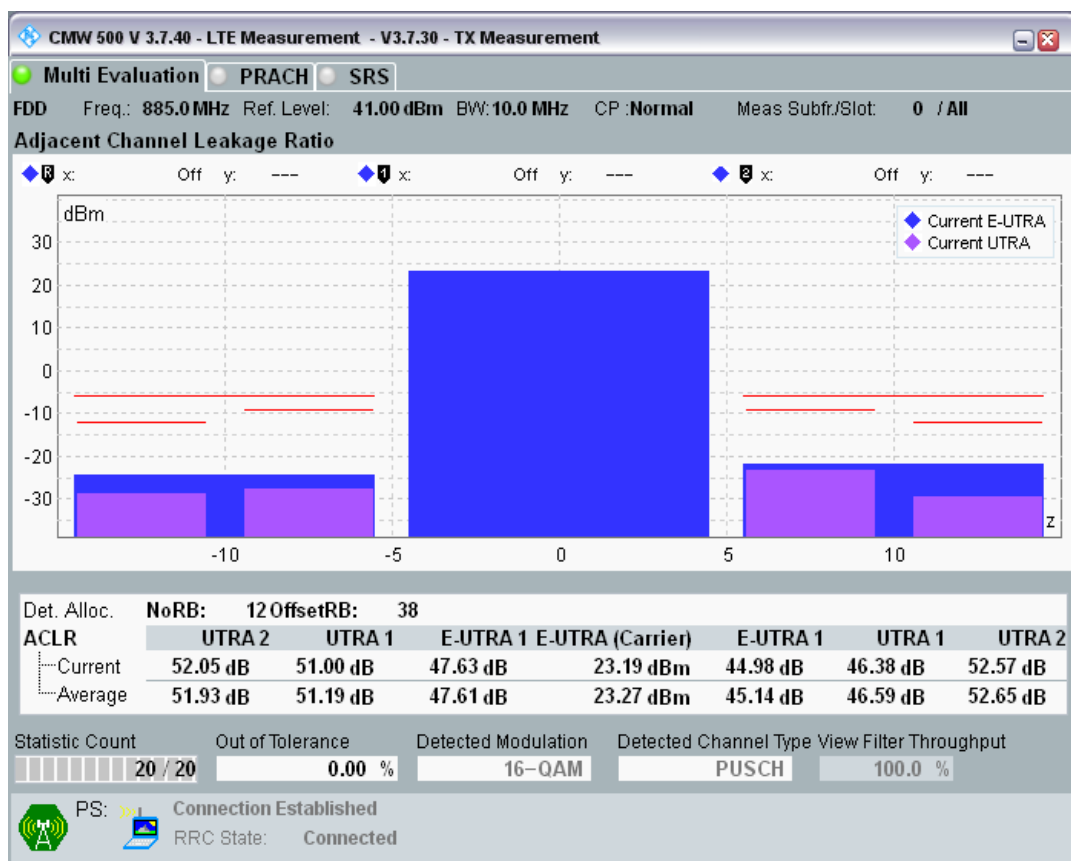 CMW 500 V 3.7.40 - LTE Measurement - V3.7.30 - TX Measurement
Multi Evaluation PRACH SRS
FDD Freq.: 885.0 MHz Ref. Level: 41.00 dBm BW: 10.0 MHz CP :Normal Meas Subfr./Slot: 0 / All
Adjacent Channel Leakage Ratio
R x: Off y: --- 1 x: Off y: --- 2 x: Off y: ---
dBm
Current E-UTRA
Current UTRA
30
20
10
0
-10
-20
-30
z
-10 -5 0 5 10
Det. Alloc. NoRB: 12 OffsetRB: 38
ACLR UTRA 2 UTRA 1 E-UTRA 1 E-UTRA (Carrier) E-UTRA 1 UTRA 1 UTRA 2
Current 52.05 dB 51.00 dB 47.63 dB 23.19 dBm 44.98 dB 46.38 dB 52.57 dB
Average 51.93 dB 51.19 dB 47.61 dB 23.27 dBm 45.14 dB 46.59 dB 52.65 dB
Statistic Count Out of Tolerance Detected Modulation Detected Channel Type View Filter Throughput
20 / 20 0.00 % 16-QAM PUSCH 100.0 %
PS: Connection Established
RRC State: Connected